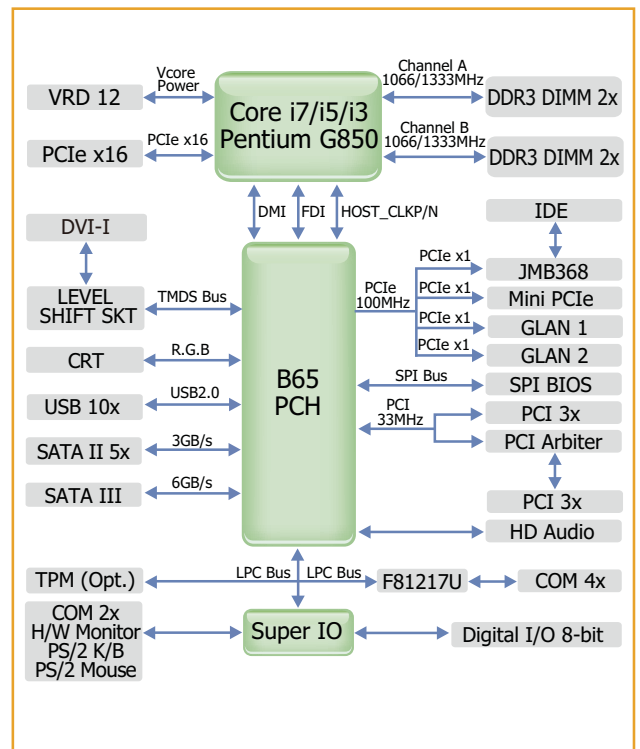 VRD 12
Vcore
Power
Core i7/i5/i3
Pentium G850
Channel A
1066/1333MHz
DDR3 DIMM 2x
PCIe x16
PCIe x16
Channel B
1066/1333MHz
DDR3 DIMM 2x
DMI
FDI
HOST_CLKP/N
DVI-I
LEVEL
SHIFT SKT
TMDS Bus
CRT
R.G.B
USB 10x
USB2.0
SATA II 5x
3GB/s
SATA III
6GB/s
B65
PCH
PCIe
100MHz
IDE
PCIe x1
JMB368
PCIe x1
Mini PCIe
PCIe x1
GLAN 1
PCIe x1
GLAN 2
SPI Bus
SPI BIOS
PCI
33MHz
PCI 3x
PCI Arbiter
PCI 3x
HD Audio
TPM (Opt.)
LPC Bus
LPC Bus
F81217U
COM 4x
COM 2x
H/W Monitor
PS/2 K/B
PS/2 Mouse
Super IO
Digital I/O 8-bit